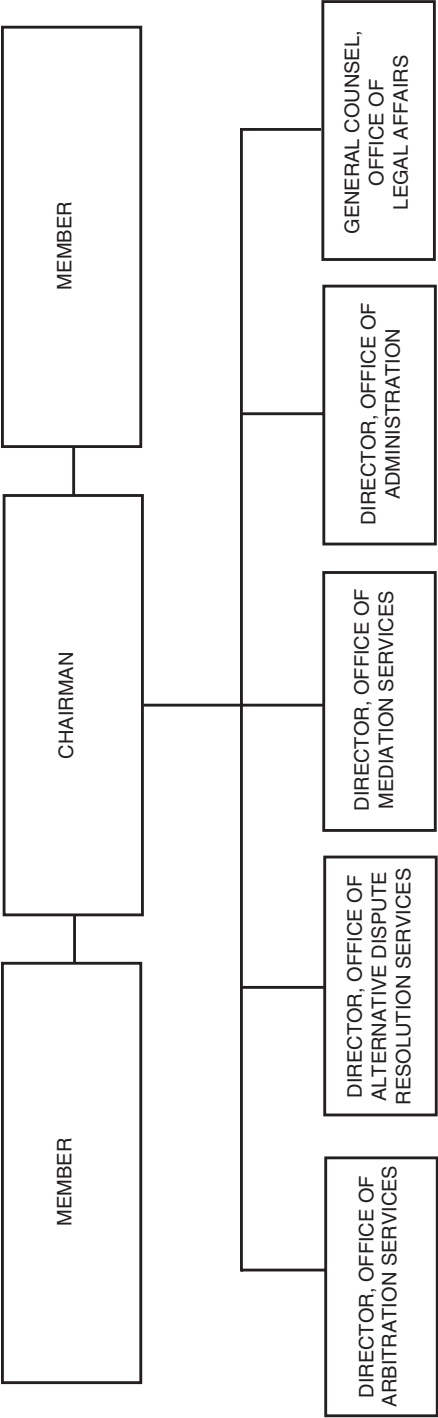 MEMBER
CHAIRMAN
MEMBER
DIRECTOR, OFFICE OF
ARBITRATION SERVICES
DIRECTOR, OFFICE OF
ALTERNATIVE DISPUTE
RESOLUTION SERVICES
DIRECTOR, OFFICE OF
MEDIATION SERVICES
DIRECTOR, OFFICE OF
ADMINISTRATION
GENERAL COUNSEL,
OFFICE OF
LEGAL AFFAIRS